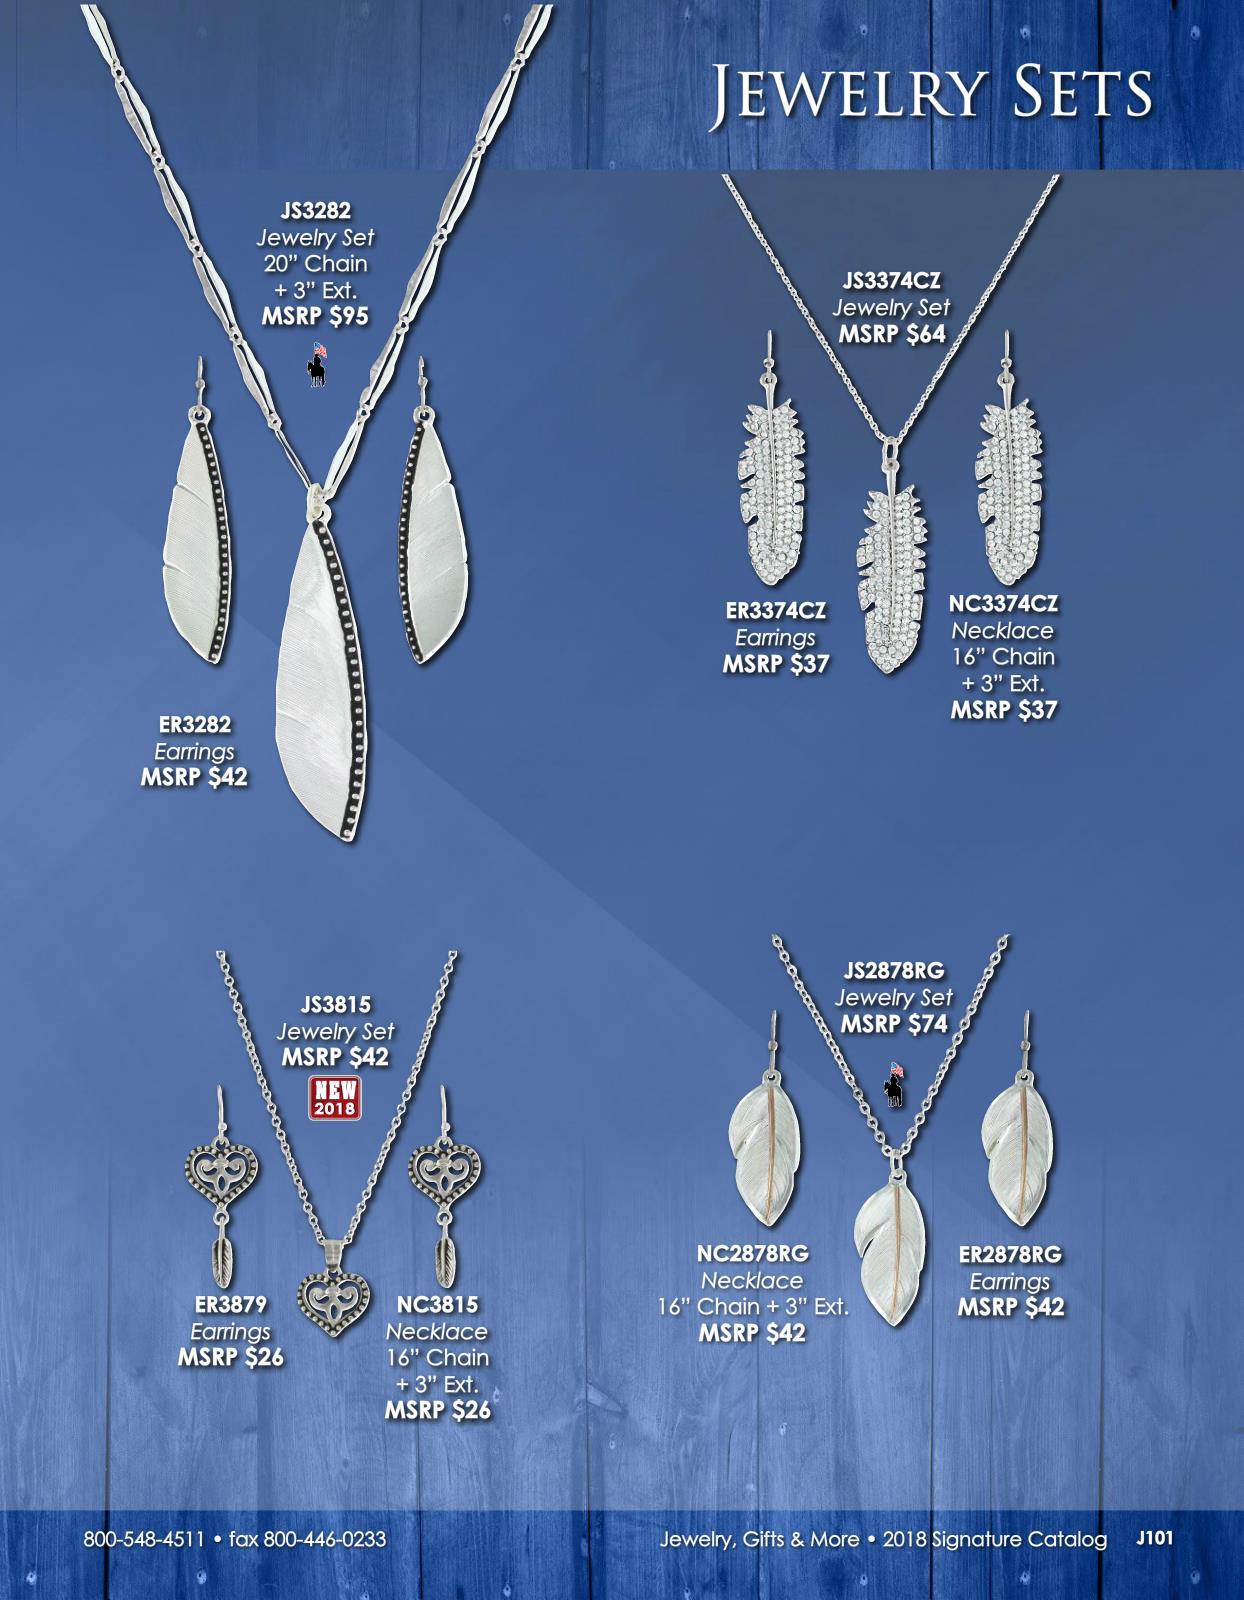 Jewelry Sets
JS3282
Jewelry Set
20” Chain
+ 3” Ext.
MSRP $95
ER3282
Earrings
MSRP $42
JS3374CZ
Jewelry Set
MSRP $64
ER3374CZ
Earrings
MSRP $37
NC3374CZ
Necklace
16” Chain
+ 3” Ext.
MSRP $37
JS3815
Jewelry Set
MSRP $42
NEW
2018
ER3879
Earrings
MSRP $26
NC3815
Necklace
16” Chain
+ 3” Ext.
MSRP $26
JS2878RG
Jewelry Set
MSRP $74
NC2878RG
Necklace
16” Chain + 3” Ext.
MSRP $42
ER2878RG
Earrings
MSRP $42
800-548-4511 • fax 800-446-0233
Jewelry, Gifts & More • 2018 Signature Catalog J101